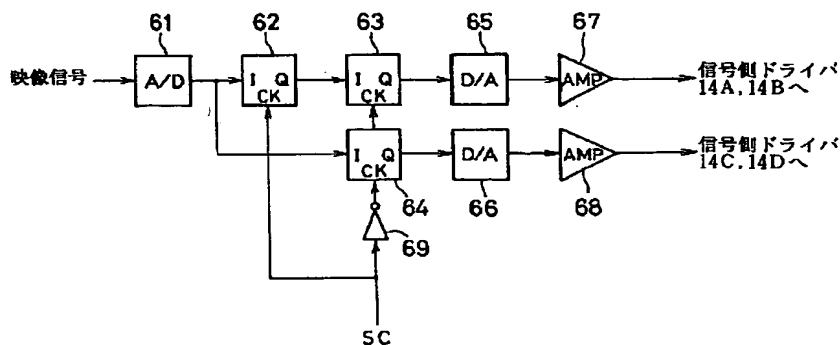 61
62
63
65
67
映像信号
A/D
I Q
CK
I Q
CK
D/A
AMP
信号側ドライバ
14A,14Bへ
I Q
CK
D/A
AMP
信号側ドライバ
14C,14Dへ
64
66
68
69
SC